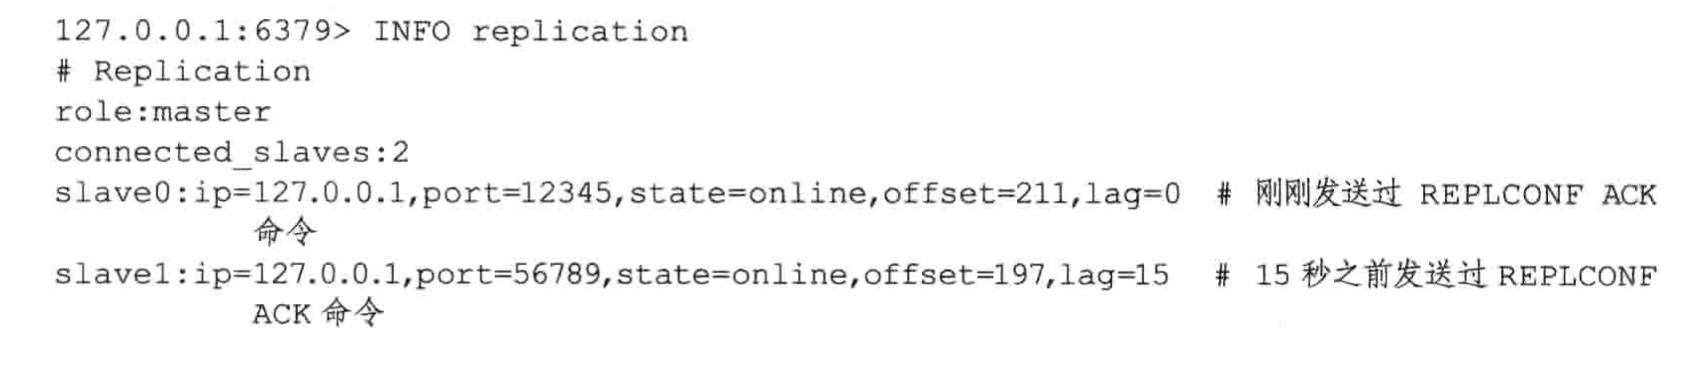 127.0.0.1:6379> INFO replication
# Replication
role:master
connected_slaves:2
slave0:ip=127.0.0.1,port=12345,state=online,offset=211,lag=0 # 刚刚发送过 REPLCONF ACK
命令
slave1:ip=127.0.0.1,port=56789,state=online,offset=197,lag=15 # 15 秒之前发送过 REPLCONF
ACK 命令